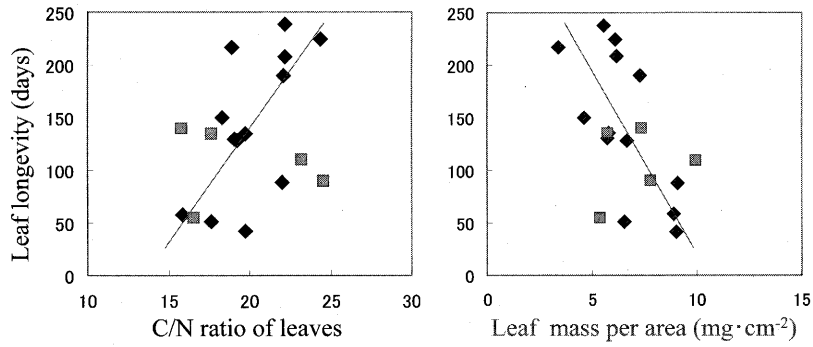 Leaf longevity (days)
250
200
150
100
50
0
10 15 20 25 30
C/N ratio of leaves
250
200
150
100
50
0
0 5 10 15
Leaf mass per area (mg·cm-2)